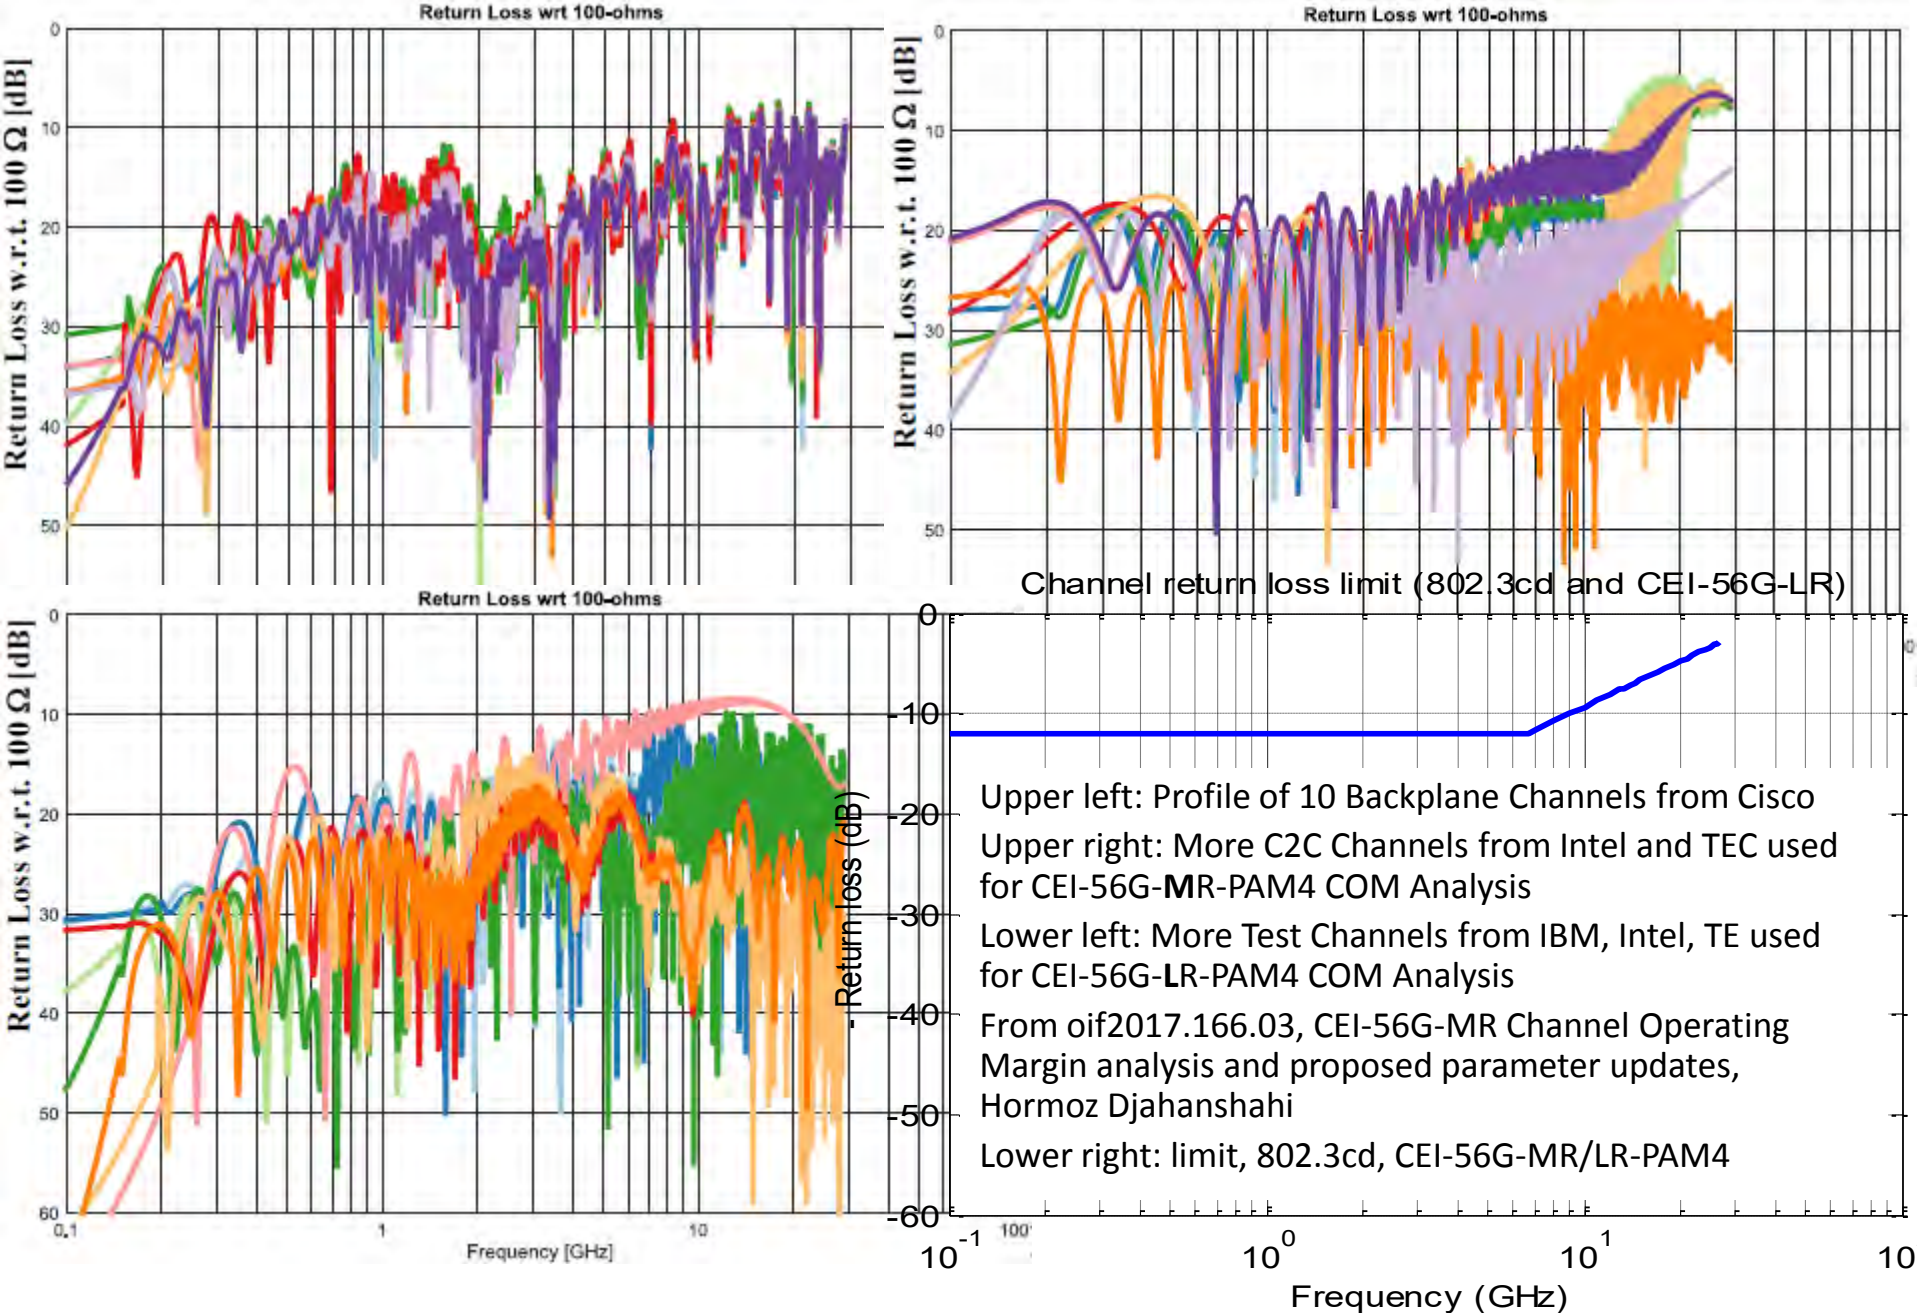 Return Loss wrt 100-ohms
Return Loss w.r.t. 100 Ω [dB]
0
10
20
30
40
50
Return Loss wrt 100-ohms
Return Loss w.r.t. 100 Ω [dB]
0
10
20
30
40
50
Return Loss wrt 100-ohms
Return Loss w.r.t. 100 Ω [dB]
0
10
20
30
40
50
60
0.1
1
10
100
Frequency [GHz]
Channel return loss limit (802.3cd and CEI-56G-LR)
- Return loss (dB)
0
-10
-20
-30
-40
-50
-60
Upper left: Profile of 10 Backplane Channels from Cisco
Upper right: More C2C Channels from Intel and TEC used
for CEI-56G-MR-PAM4 COM Analysis
Lower left: More Test Channels from IBM, Intel, TE used
for CEI-56G-LR-PAM4 COM Analysis
From oif2017.166.03, CEI-56G-MR Channel Operating
Margin analysis and proposed parameter updates,
Hormoz Djahanshahi
Lower right: limit, 802.3cd, CEI-56G-MR/LR-PAM4
10^-1
10^0
10^1
10
Frequency (GHz)